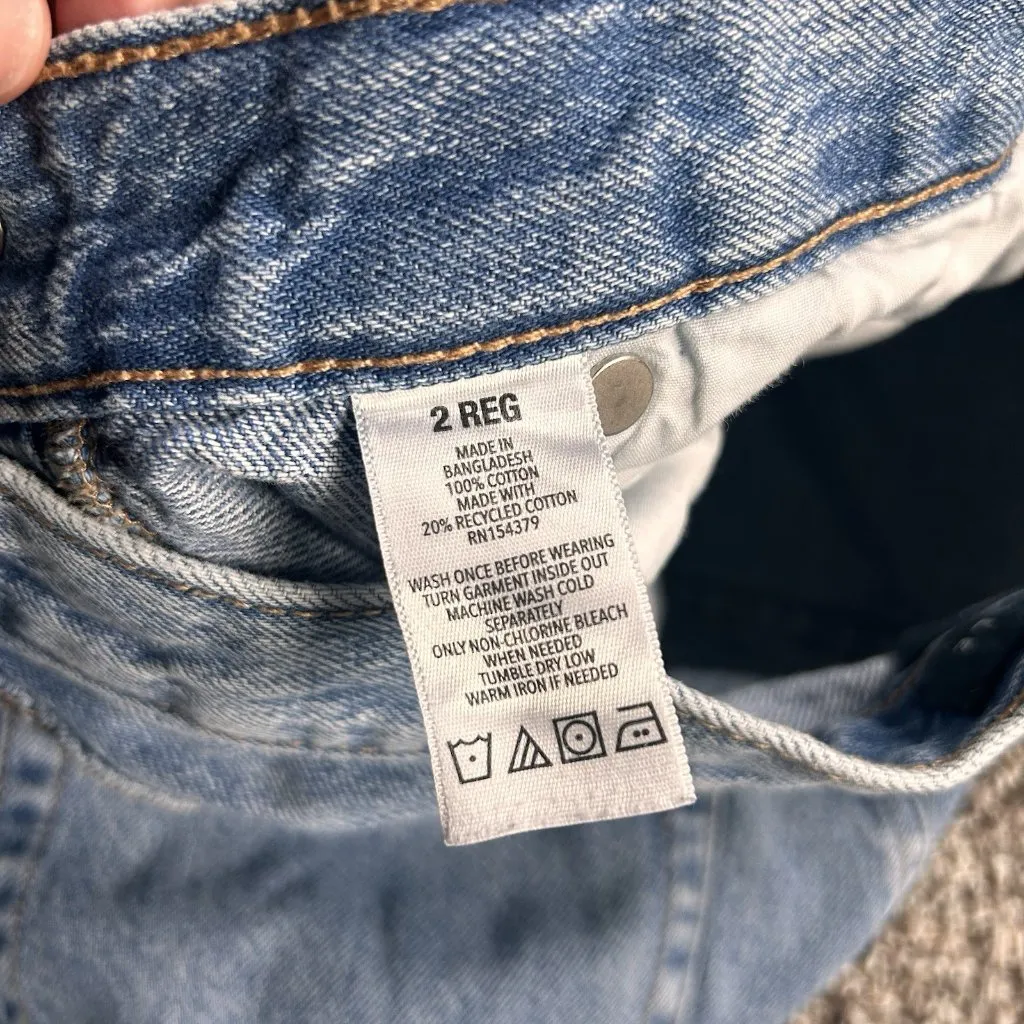 2 REG
MADE IN
BANGLADESH
100% COTTON
MADE WITH
20% RECYCLED COTTON
RN154379
WASH ONCE BEFORE WEARING
TURN GARMENT INSIDE OUT
MACHINE WASH COLD
SEPARATELY
ONLY NON-CHLORINE BLEACH
WHEN NEEDED
TUMBLE DRY LOW
WARM IRON IF NEEDED